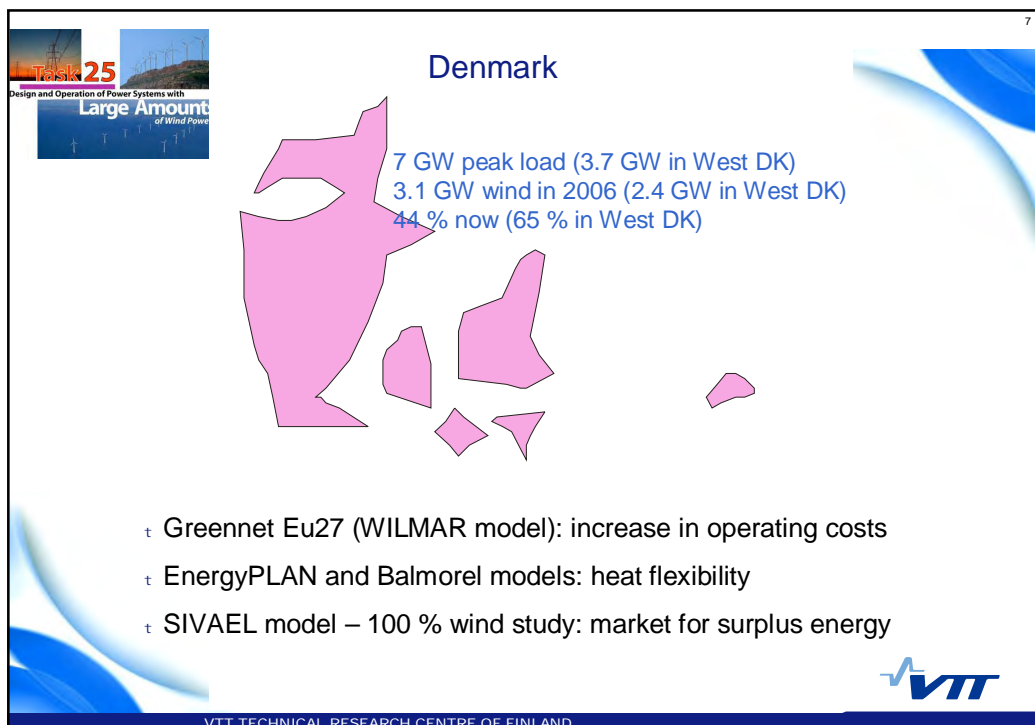 7
Task 25
Design and Operation of Power Systems with
Large Amounts
of Wind Power
Denmark
7 GW peak load (3.7 GW in West DK)
3.1 GW wind in 2006 (2.4 GW in West DK)
44 % now (65 % in West DK)
t Greennet Eu27 (WILMAR model): increase in operating costs
t EnergyPLAN and Balmorel models: heat flexibility
t SIVAEL model – 100 % wind study: market for surplus energy
VTT
VTT TECHNICAL RESEARCH CENTRE OF FINLAND